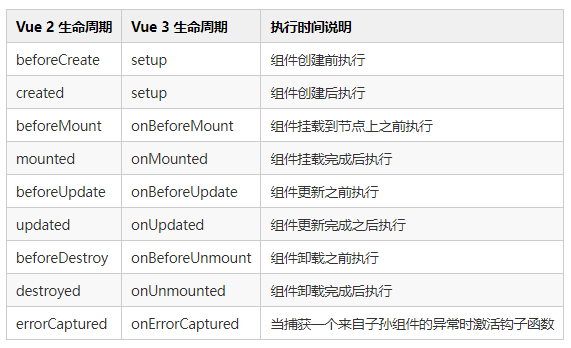 Vue 2 生命周期 Vue 3 生命周期 执行时间说明
beforeCreate setup 组件创建前执行
created setup 组件创建后执行
beforeMount onBeforeMount 组件挂载到节点上之前执行
mounted onMounted 组件挂载完成后执行
beforeUpdate onBeforeUpdate 组件更新之前执行
updated onUpdated 组件更新完成之后执行
beforeDestroy onBeforeUnmount 组件卸载之前执行
destroyed onUnmounted 组件卸载完成后执行
errorCaptured onErrorCaptured 当捕获一个来自子孙组件的异常时激活钩子函数